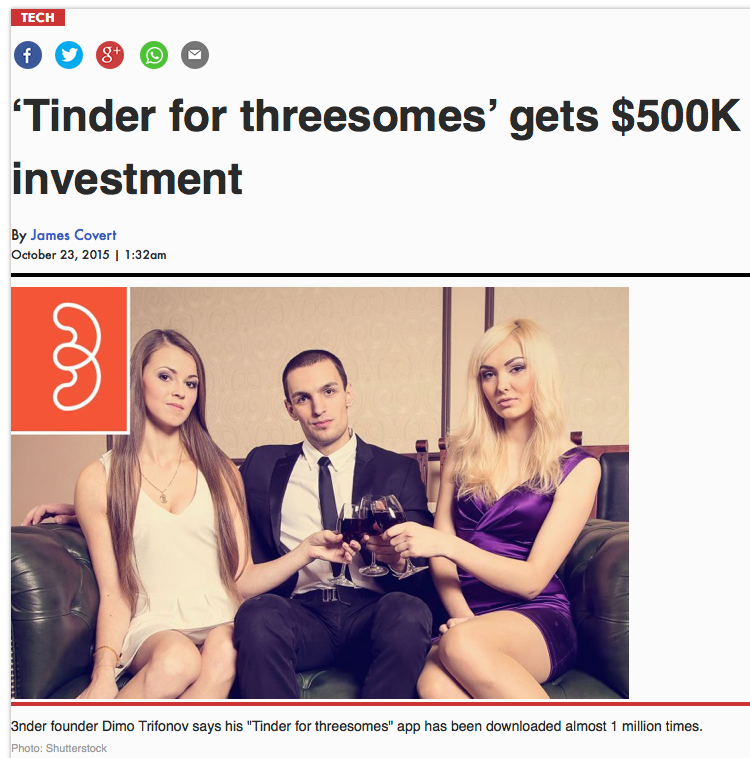 TECH
‘Tinder for threesomes’ gets $500K
investment
By James Covert
October 23, 2015 | 1:32am
3nder founder Dimo Trifonov says his "Tinder for threesomes" app has been downloaded almost 1 million times.
Photo: Shutterstock